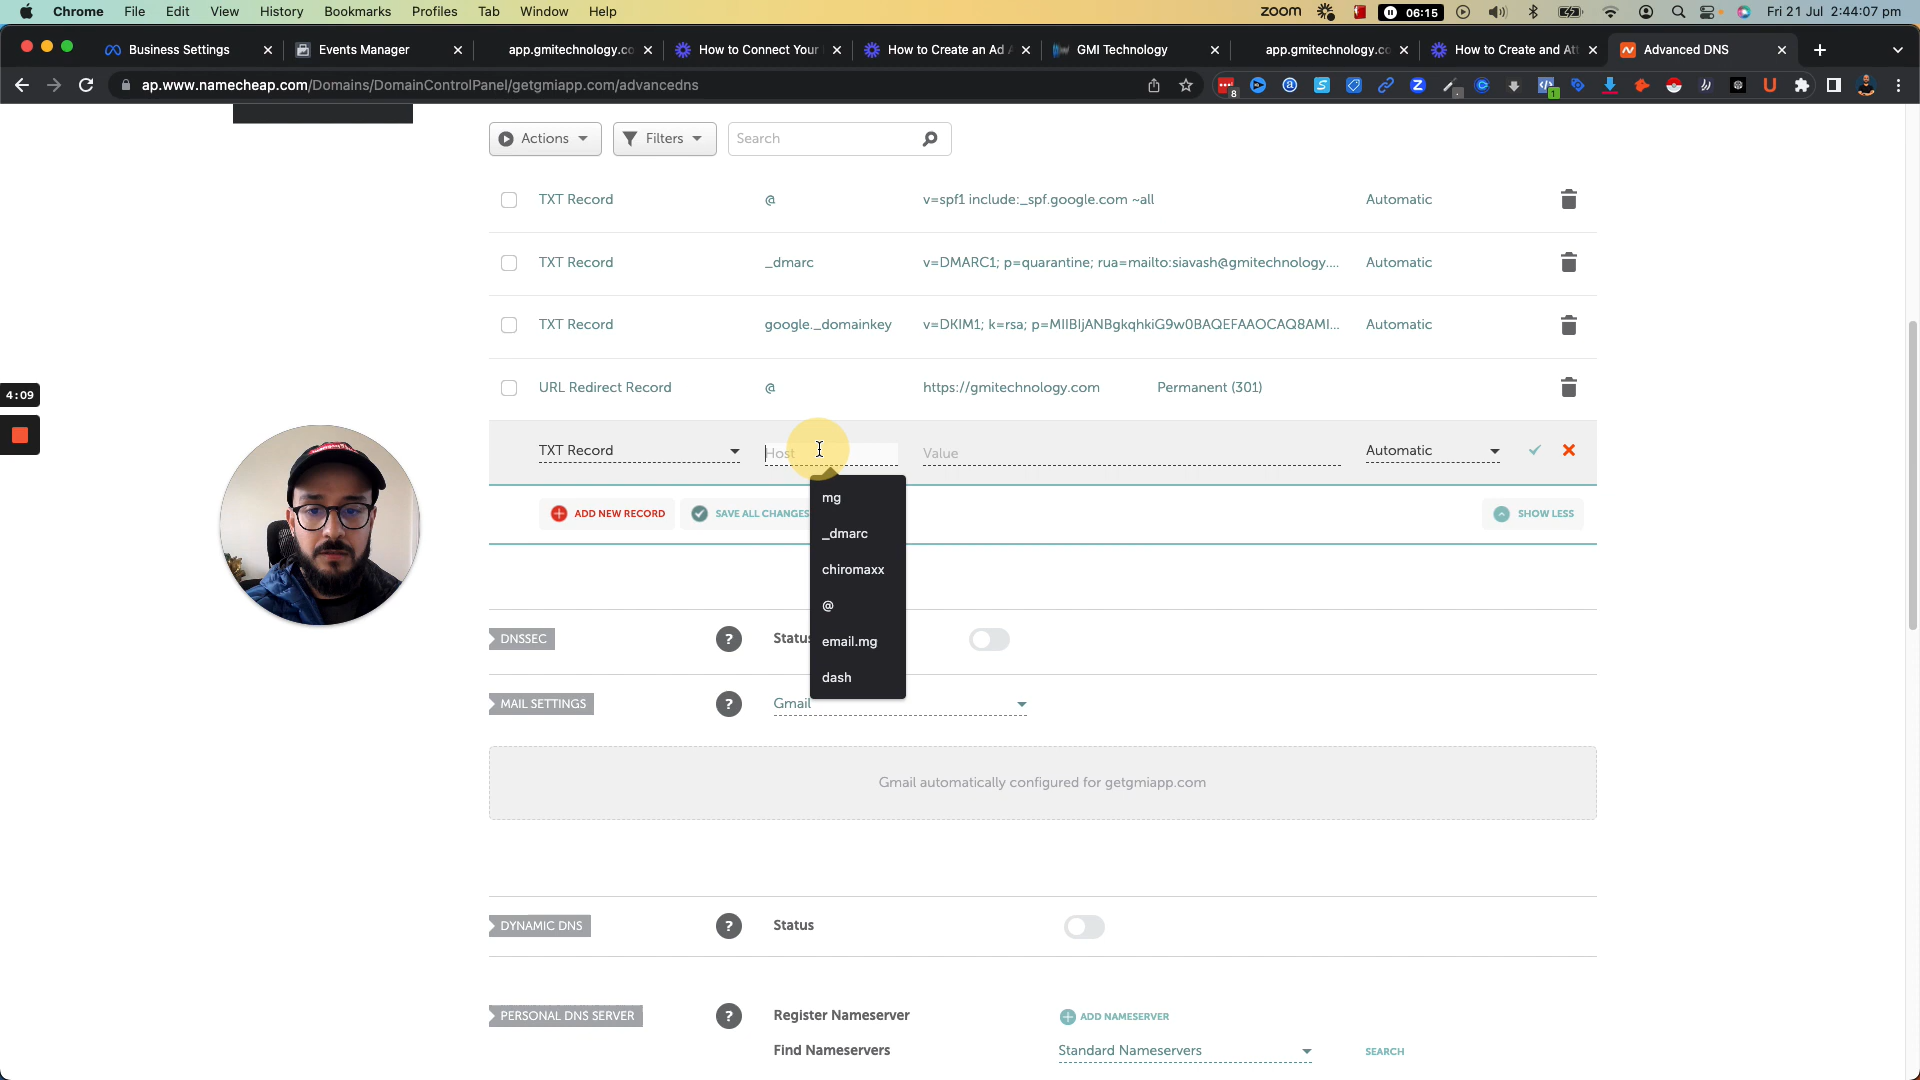 Chrome File Edit View History Bookmarks Profiles Tab Window Help zoom 06:15 Fri 21 Jul 2:44:07 pm
Business Settings Events Manager app.gmitechnology.co How to Connect Your How to Create an Ad A GMI Technology app.gmitechnology.co How to Create and Att Advanced DNS
ap.www.namecheap.com/Domains/DomainControlPanel/getgmiapp.com/advancedns 8 1
Actions Filters Search
TXT Record @ v=spf1 include:_spf.google.com ~all Automatic
TXT Record _dmarc v=DMARC1; p=quarantine; rua=mailto:siavash@gmitechnology.... Automatic
TXT Record google._domainkey v=DKIM1; k=rsa; p=MIIBIjANBgkqhkiG9w0BAQEFAAOCAQ8AMI... Automatic
4:09
URL Redirect Record @ https://gmitechnology.com Permanent (301)
TXT Record Host Value Automatic
mg
ADD NEW RECORD SAVE ALL CHANGES SHOW LESS
_dmarc
chiromaxx
@
DNSSEC ? Status
email.mg
dash
MAIL SETTINGS ? Gmail
Gmail automatically configured for getgmiapp.com
DYNAMIC DNS ? Status
PERSONAL DNS SERVER ? Register Nameserver ADD NAMESERVER
Find Nameservers Standard Nameservers SEARCH